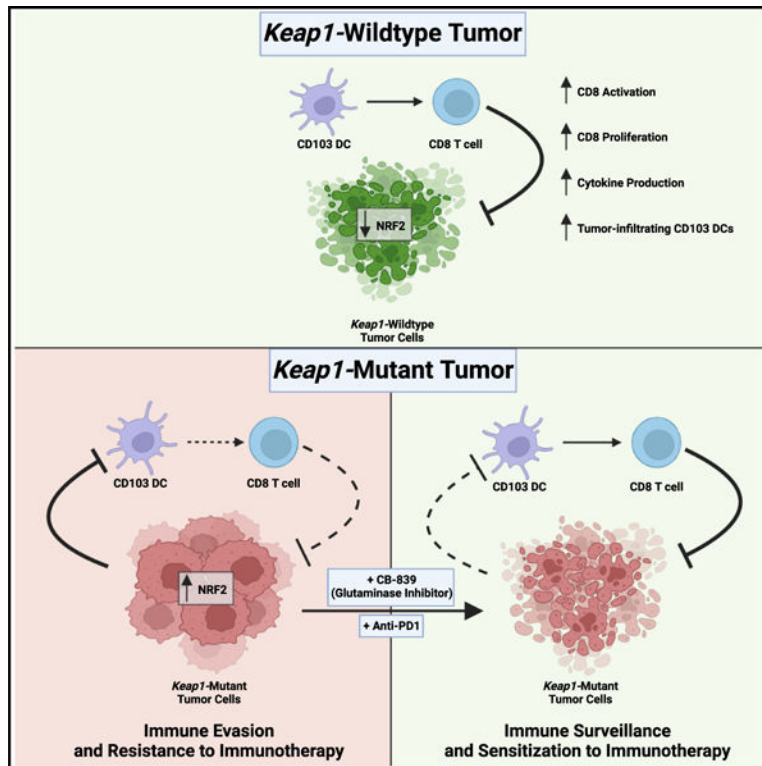 Keap1-Wildtype Tumor
CD103 DC
CD8 T cell
CD8 Activation
CD8 Proliferation
Cytokine Production
Tumor-infiltrating CD103 DCs
NRF2
Keap1-Wildtype
Tumor Cells
Keap1-Mutant Tumor
CD103 DC
CD8 T cell
NRF2
Keap1-Mutant
Tumor Cells
Immune Evasion
and Resistance to Immunotherapy
+ CB-839
(Glutaminase Inhibitor)
+ Anti-PD1
CD103 DC
CD8 T cell
Keap1-Mutant
Tumor Cells
Immune Surveillance
and Sensitization to Immunotherapy